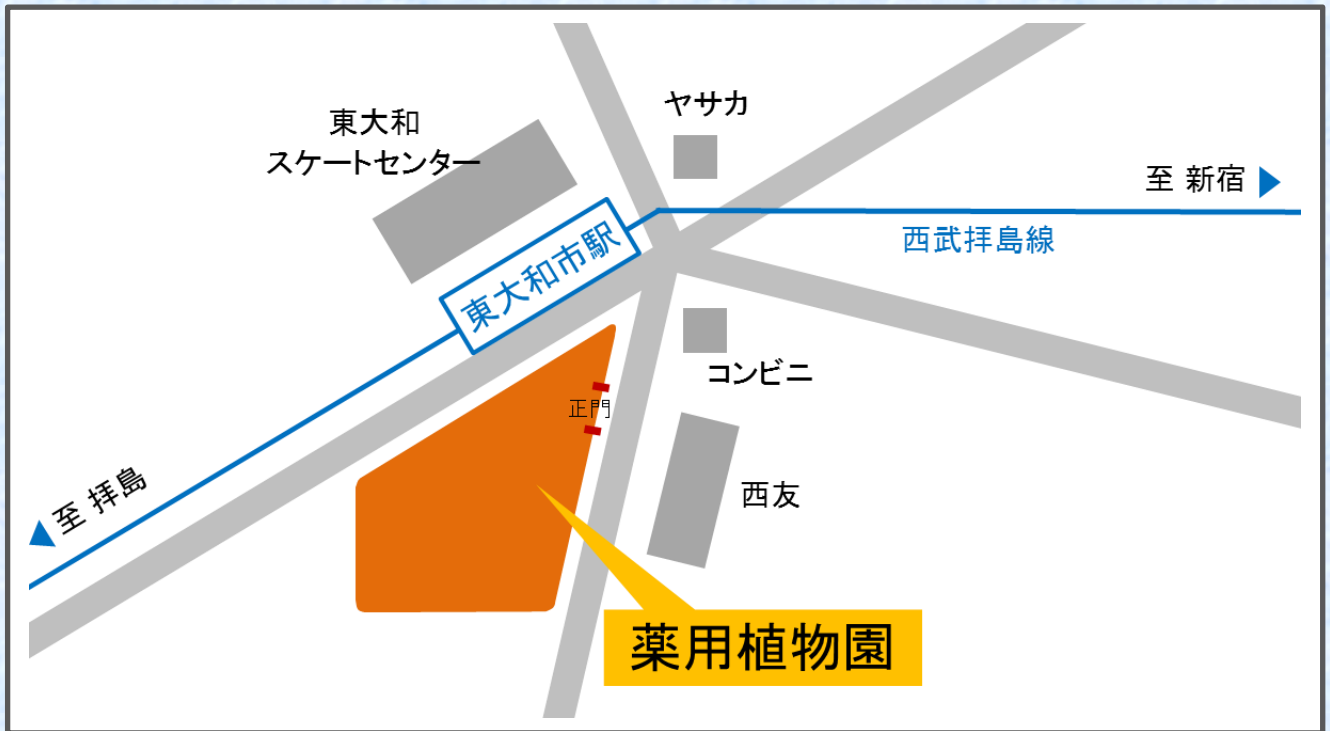 ヤサカ
東大和
スケートセンター
至 新宿
西武拝島線
東大和市駅
コンビニ
正門
至 拝島
西友
薬用植物園